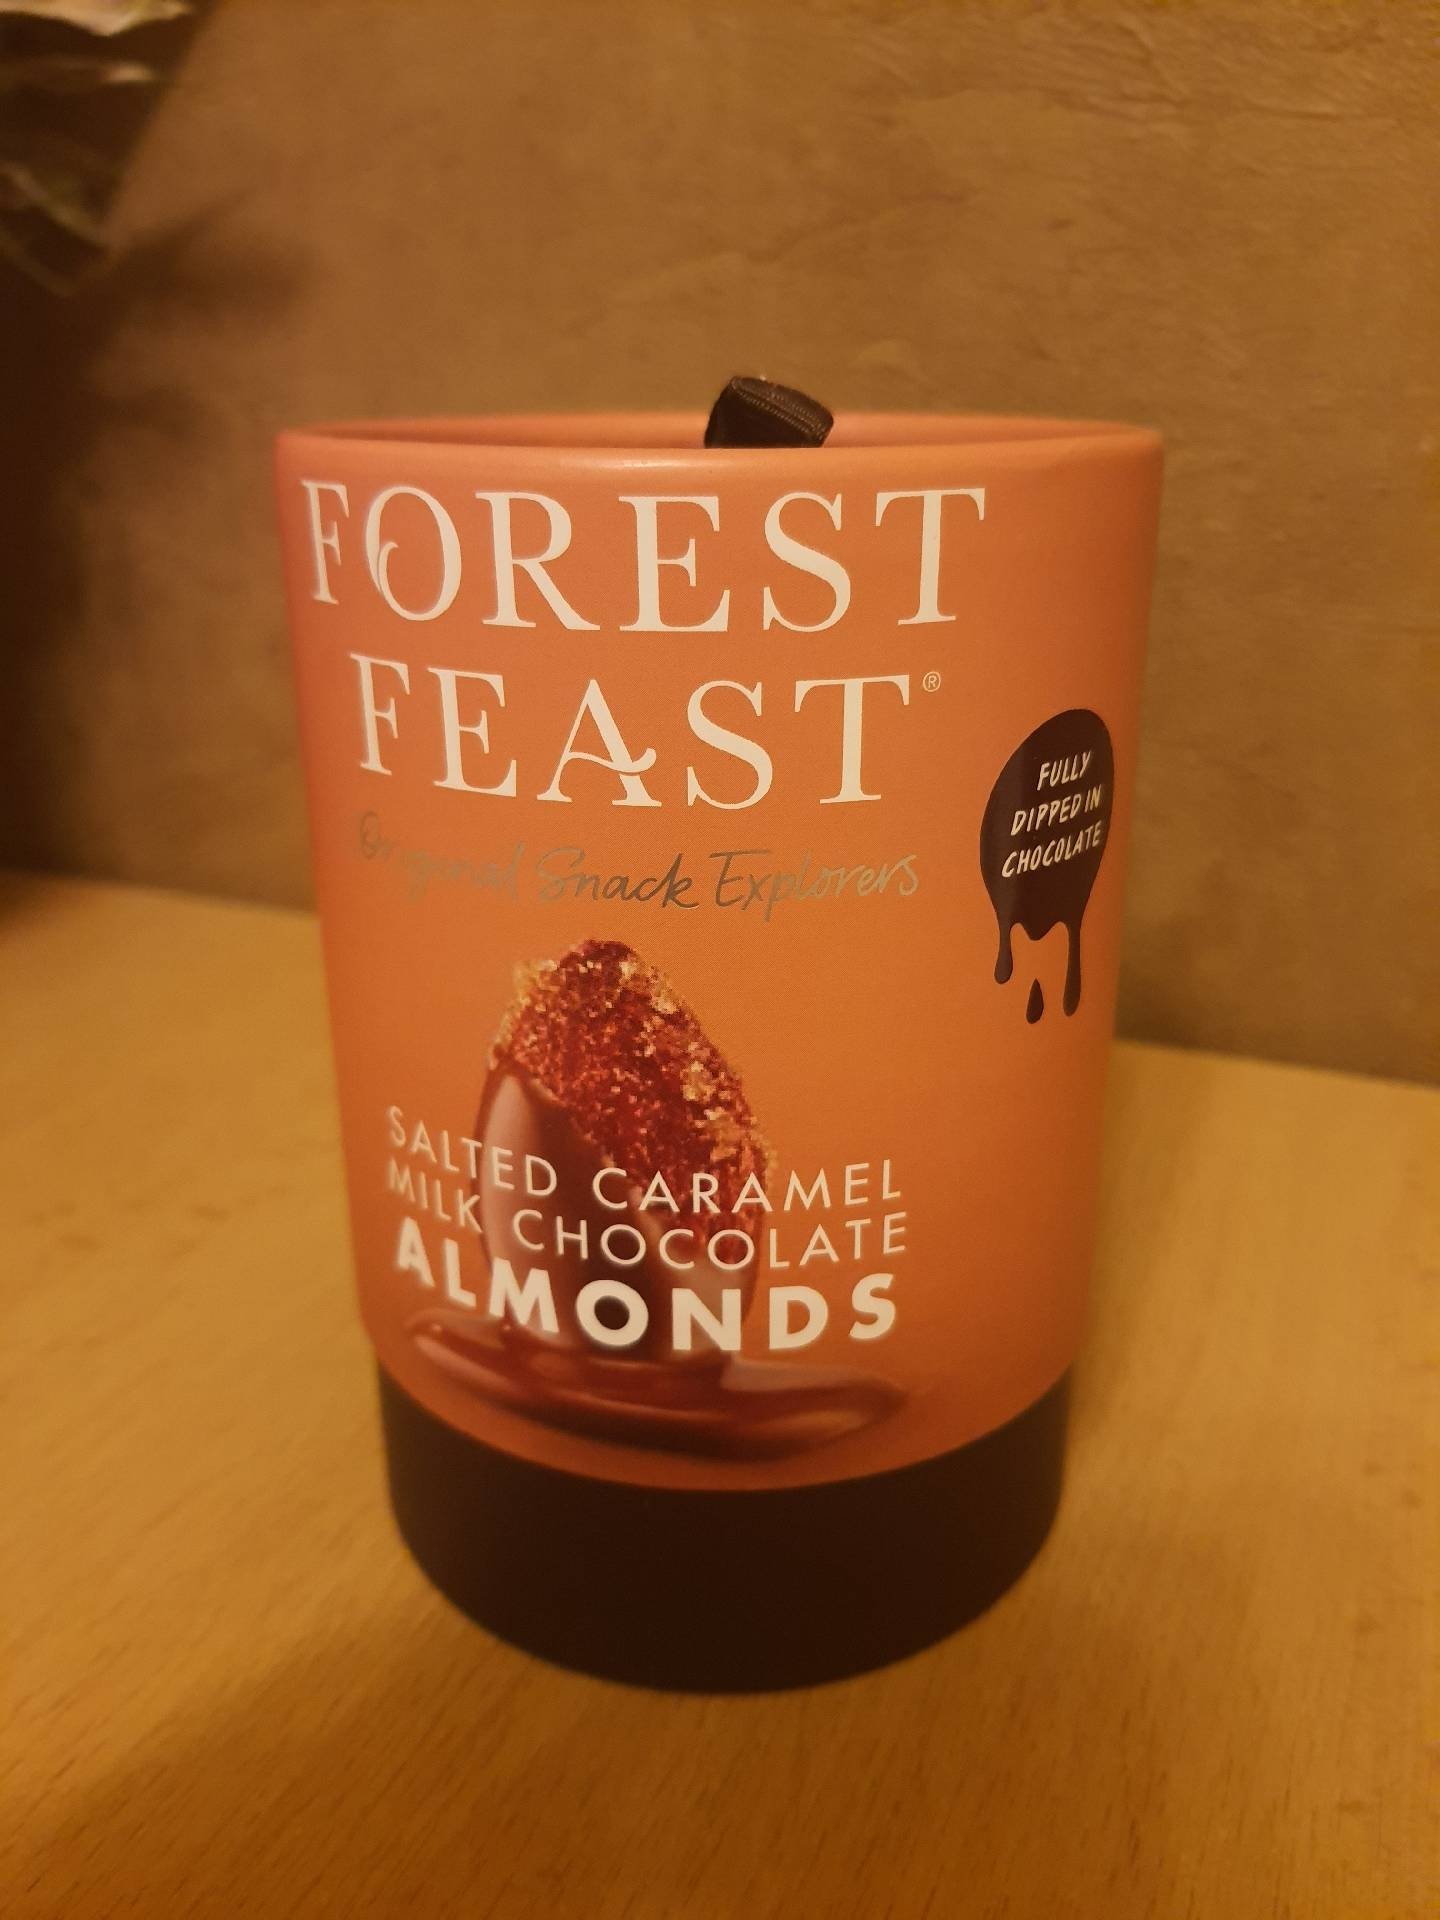 FOREST
FEAST®
Original Snack Explorers
FULLY
DIPPED IN
CHOCOLATE
SALTED CARAMEL
MILK CHOCOLATE
ALMONDS